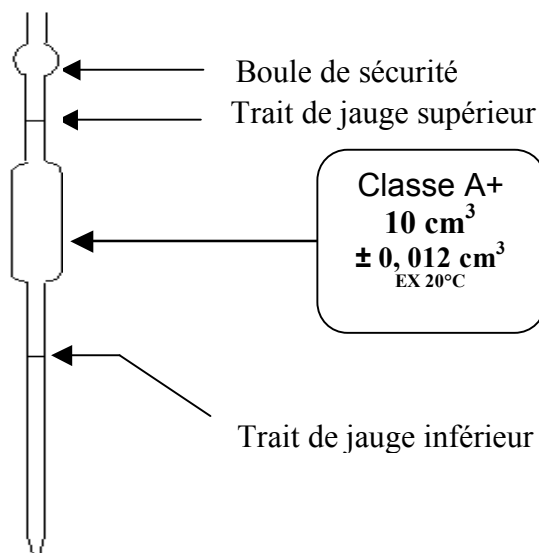 Boule de sécurité
Trait de jauge supérieur
Classe A+
10 cm³
± 0, 012 cm³
EX 20°C
Trait de jauge inférieur